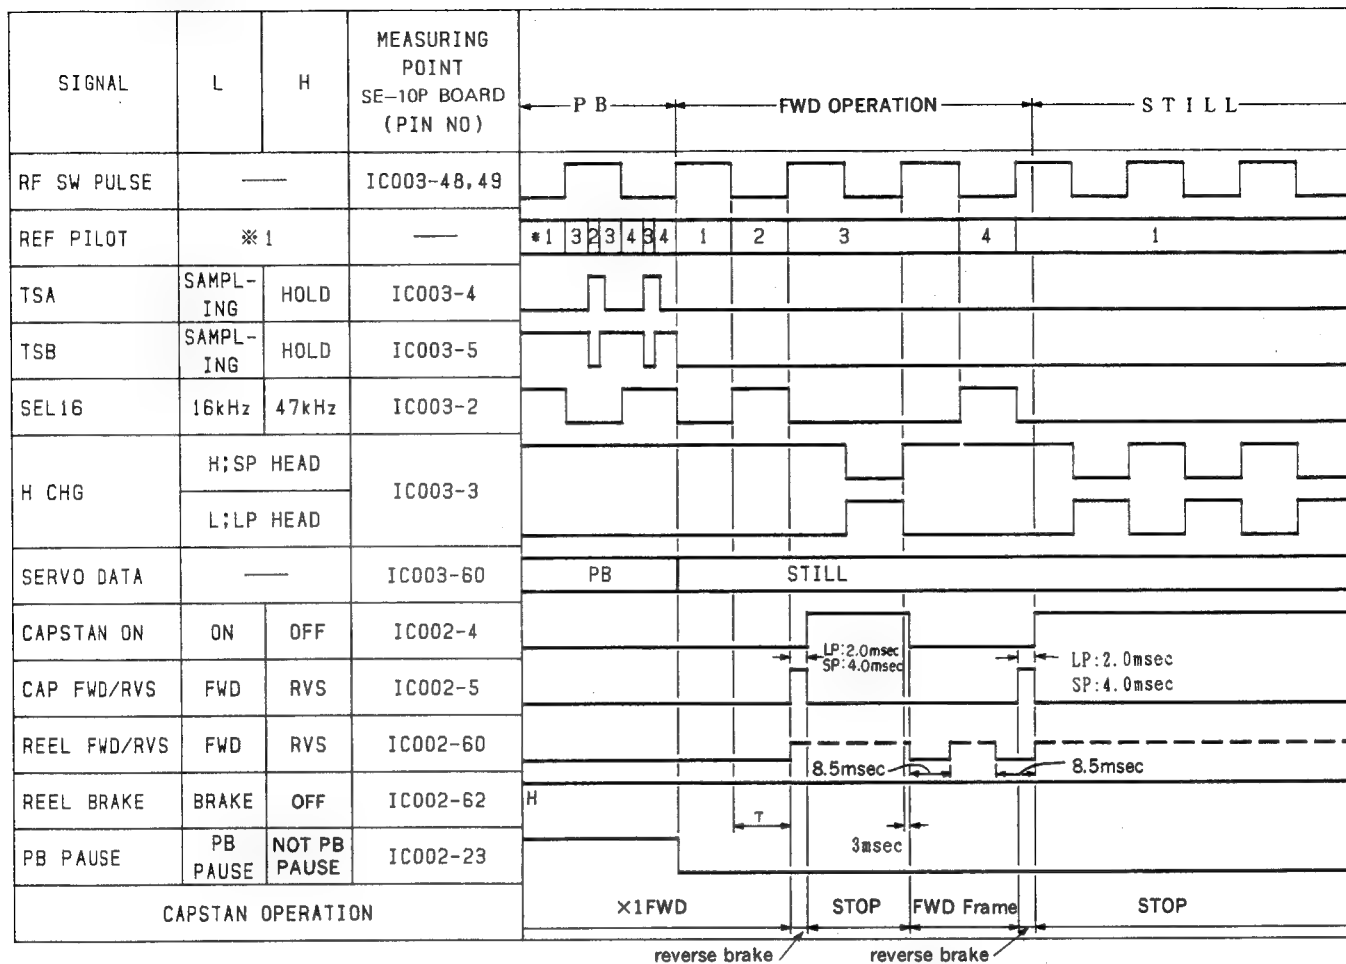 SIGNAL L H MEASURING POINT SE-10P BOARD (PIN NO)
P B FWD OPERATION S T I L L
RF SW PULSE — IC003-48,49
REF PILOT ※1 — *1 3 2 3 4 3 4 1 2 3 4 1
TSA SAMPL-ING HOLD IC003-4
TSB SAMPL-ING HOLD IC003-5
SEL16 16kHz 47kHz IC003-2
H CHG H;SP HEAD L;LP HEAD IC003-3
SERVO DATA — IC003-60 PB STILL
CAPSTAN ON ON OFF IC002-4
LP:2.0msec
SP:4.0msec
LP:2.0msec
SP:4.0msec
CAP FWD/RVS FWD RVS IC002-5
REEL FWD/RVS FWD RVS IC002-60
8.5msec 8.5msec
REEL BRAKE BRAKE OFF IC002-62 H
T
3msec
PB PAUSE PB PAUSE NOT PB PAUSE IC002-23
CAPSTAN OPERATION ×1FWD STOP FWD Frame STOP
reverse brake reverse brake